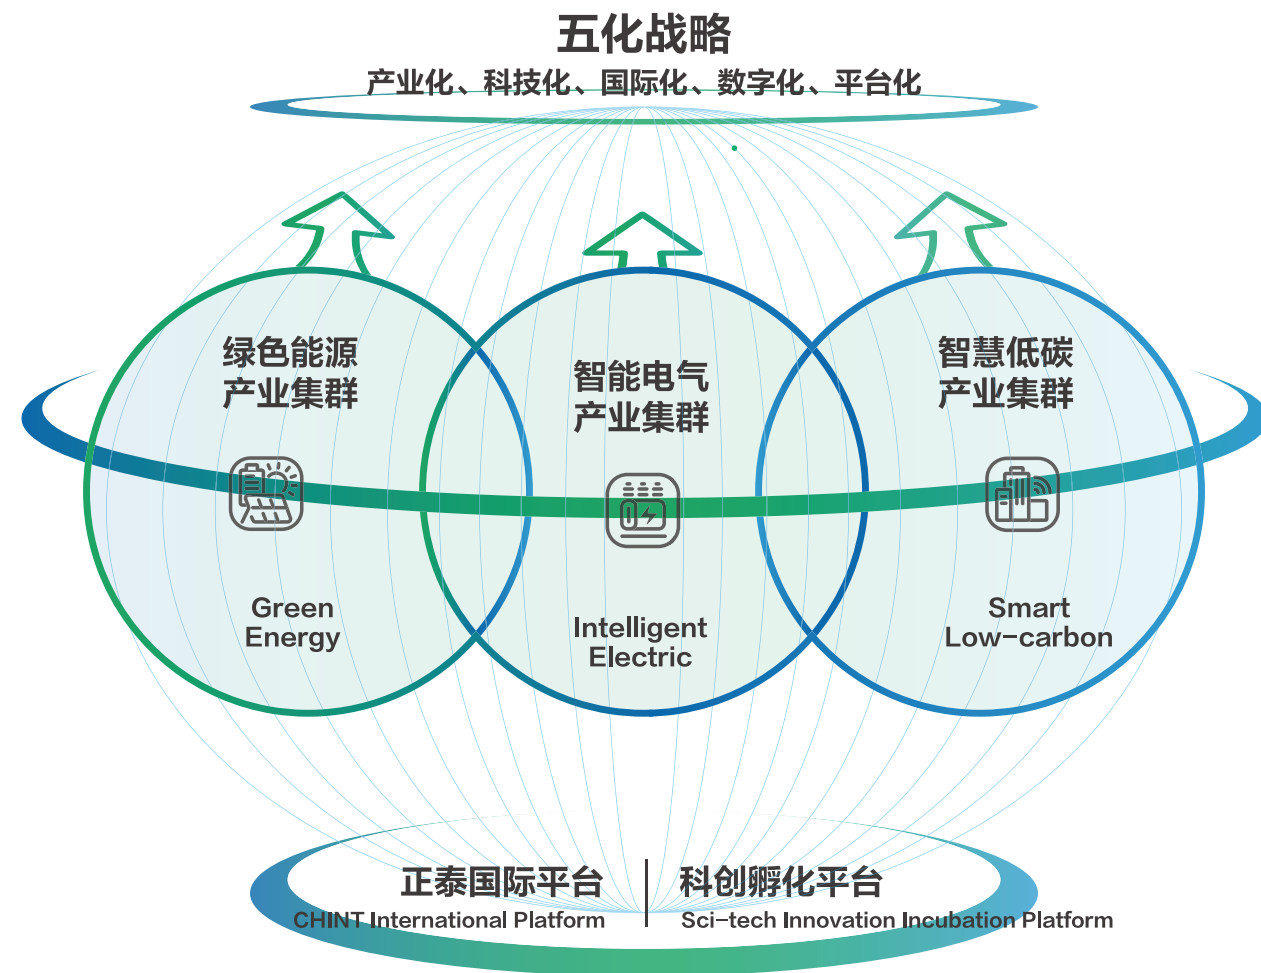 五化战略
产业化、科技化、国际化、数字化、平台化
绿色能源
产业集群
Green
Energy
智能电气
产业集群
Intelligent
Electric
智慧低碳
产业集群
Smart
Low-carbon
正泰国际平台
CHINT International Platform
科创孵化平台
Sci-tech Innovation Incubation Platform